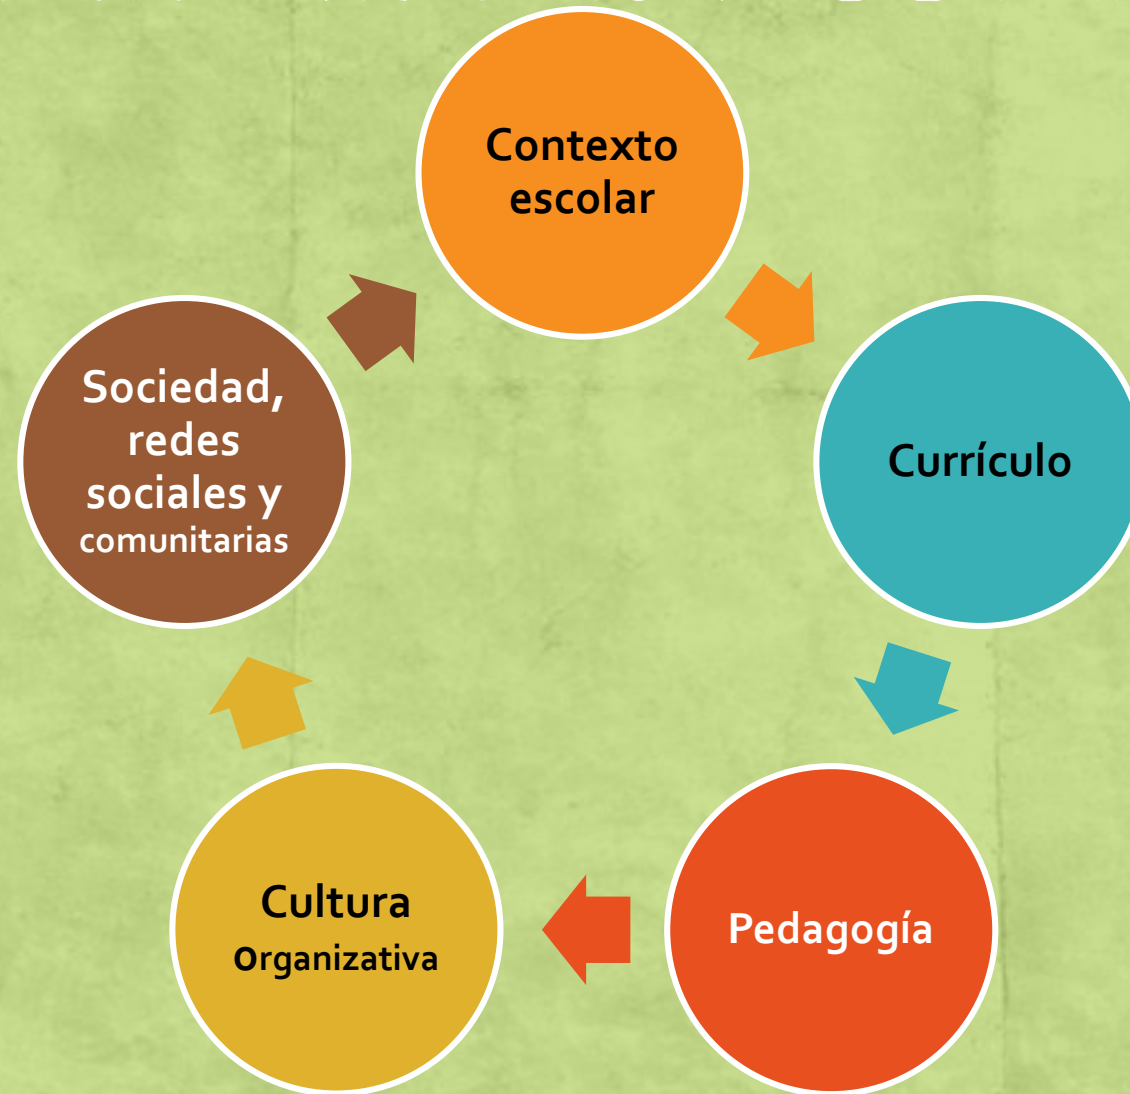 Contexto
escolar
Currículo
Pedagogía
Cultura
Organizativa
Sociedad,
redes
sociales y
comunitarias